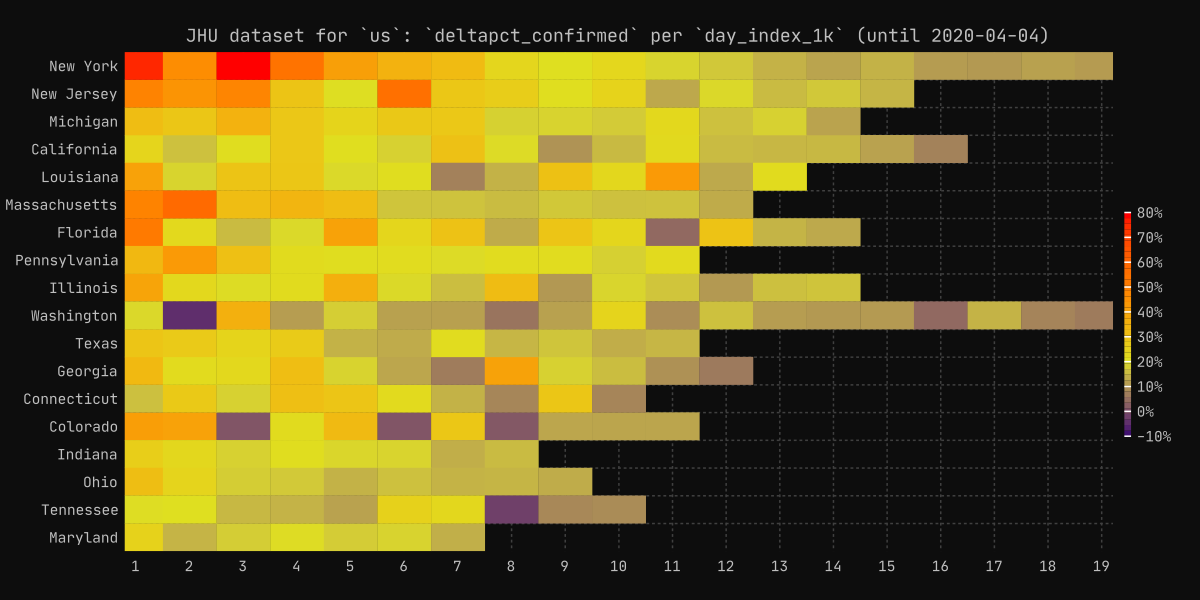 JHU dataset for `us`: `deltapct_confirmed` per `day_index_1k` (until 2020-04-04)
New York
New Jersey
Michigan
California
Louisiana
Massachusetts
Florida
Pennsylvania
Illinois
Washington
Texas
Georgia
Connecticut
Colorado
Indiana
Ohio
Tennessee
Maryland
1 2 3 4 5 6 7 8 9 10 11 12 13 14 15 16 17 18 19
80%
70%
60%
50%
40%
30%
20%
10%
0%
-10%